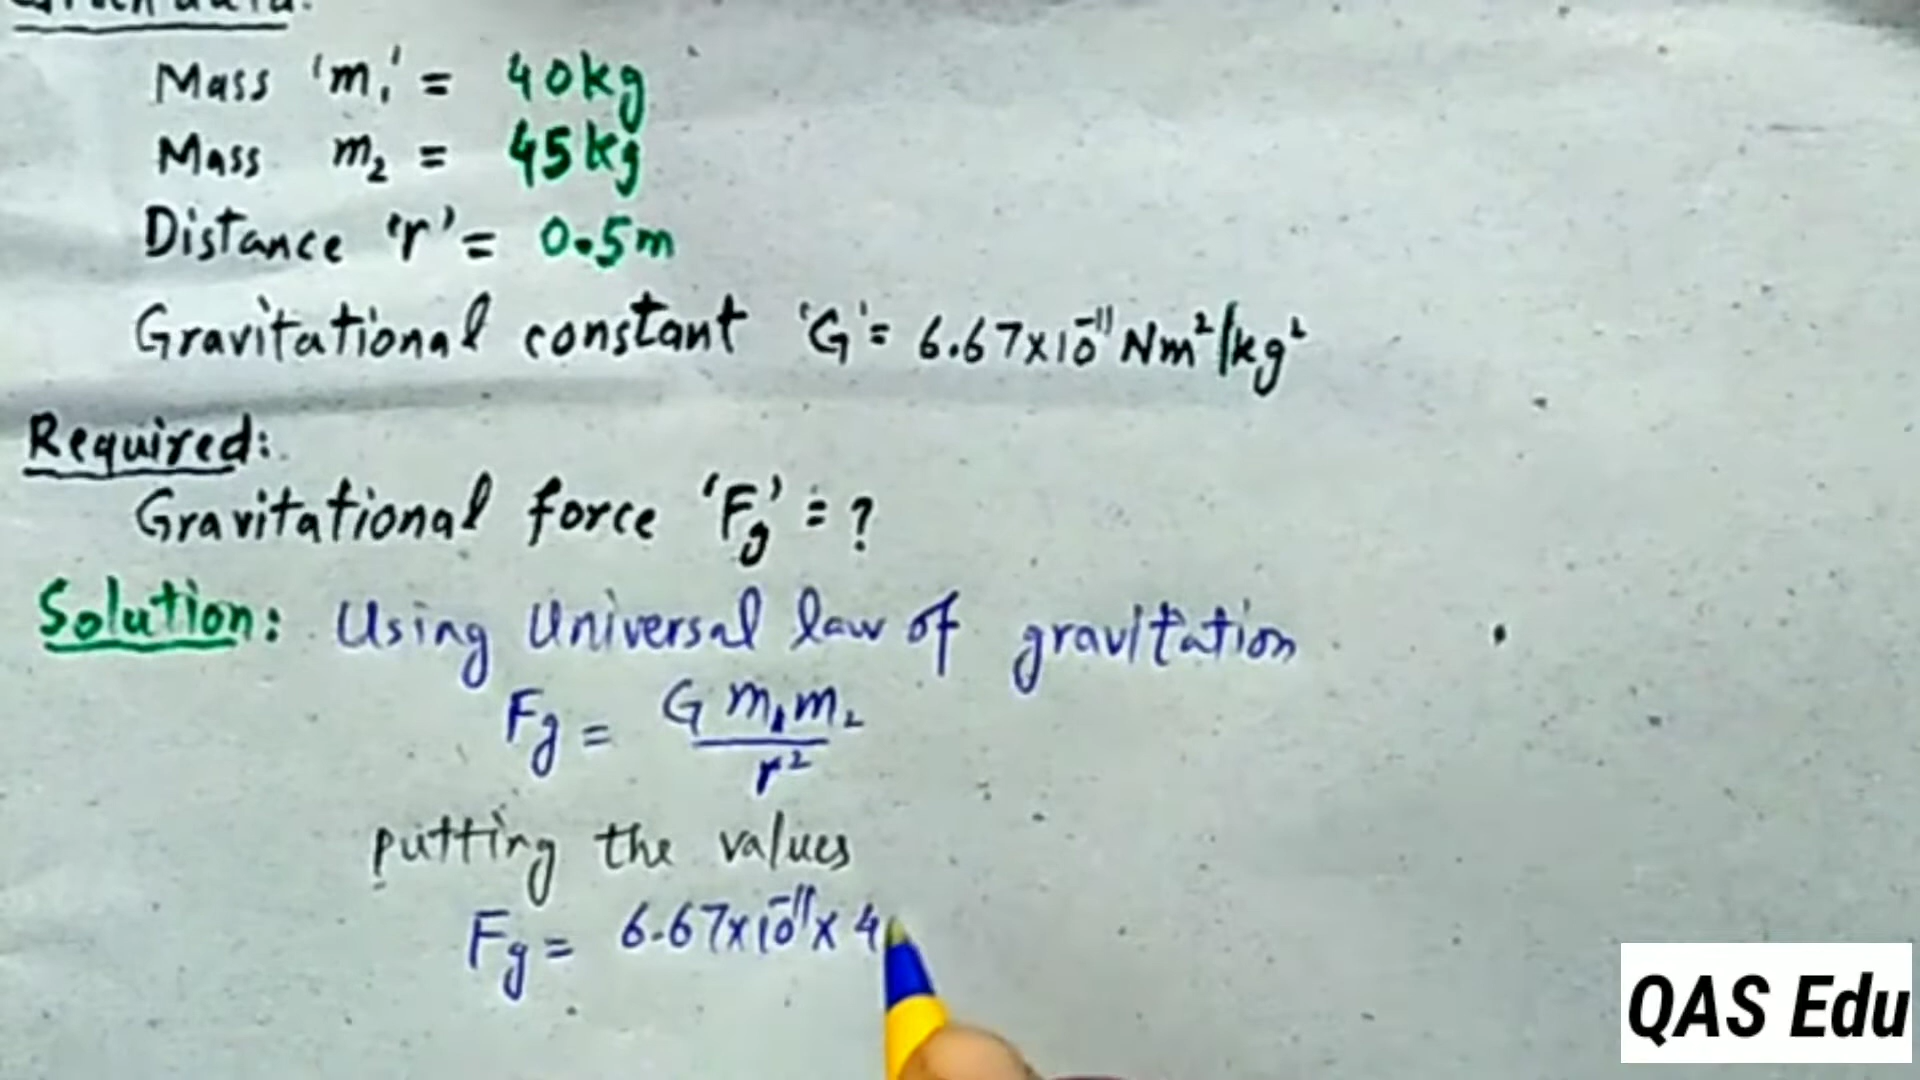 Mass 'm₁' = 40kg
Mass m₂ = 45kg
Distance 'r' = 0.5m
Gravitational constant 'G' = 6.67×10⁻¹¹ Nm²/kg²
Required:
Gravitational force 'Fg' = ?
Solution: Using Universal law of gravitation
Fg = G m₁m₂
r²
putting the values
Fg = 6.67×10⁻¹¹× 4
QAS Edu